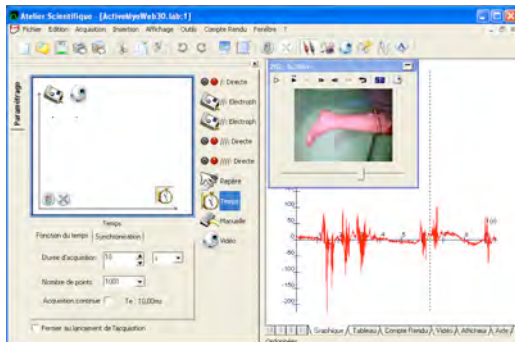 Atelier Scientifique - [ActiveMyoWeb30.lab:1]
Fichier Edition Acquisition Insertion Affichage Outils Compte Rendu Fenêtre ?
Paramétrage
Directe
Electroph
Electroph
Directe
Directe
Repère
Temps
Manuelle
Vidéo
Temps
Fonction du temps
Synchronisation
Durée d'acquisition 10 s
Nombre de points 1001
Acquisition continue Te : 10,00ms
Fermer au lancement de l'acquisition
50
0
-50
-100
-150
-200
Graphique Tableau Compte Rendu Vidéo Afficheur Aide
Ordonnées